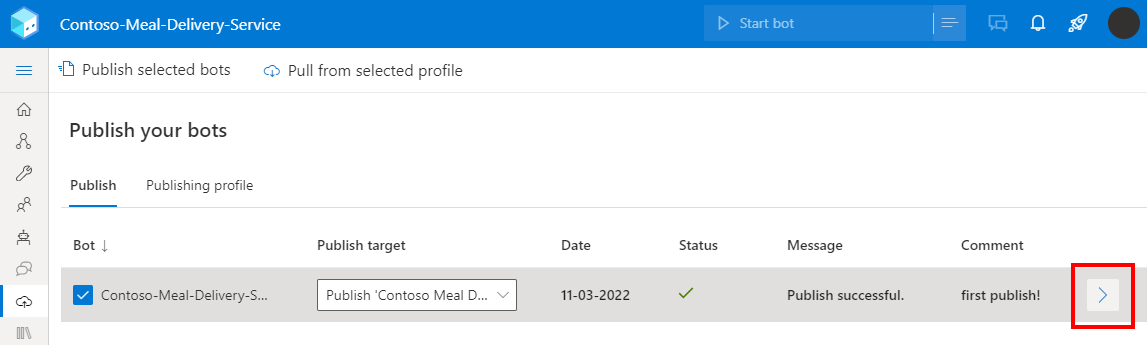 Contoso-Meal-Delivery-Service
Start bot
Publish selected bots
Pull from selected profile
Publish your bots
Publish
Publishing profile
Bot ↓ Publish target Date Status Message Comment
Contoso-Meal-Delivery-S... Publish 'Contoso Meal D... 11-03-2022 Publish successful. first publish!